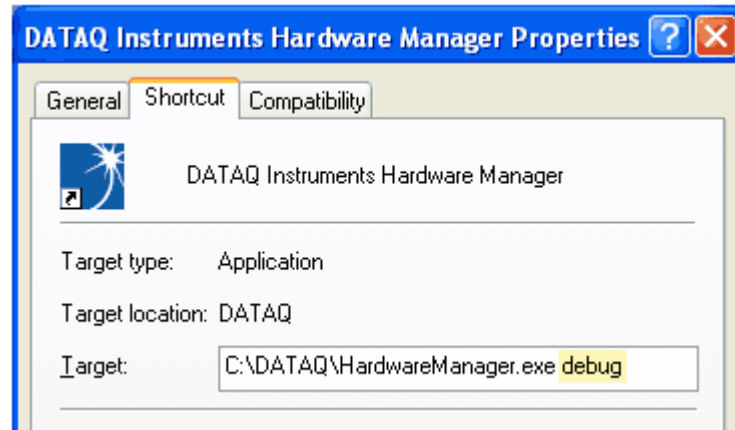 DATAQ Instruments Hardware Manager Properties ?
General Shortcut Compatibility
DATAQ Instruments Hardware Manager
Target type: Application
Target location: DATAQ
Target: C:\DATAQ\HardwareManager.exe debug